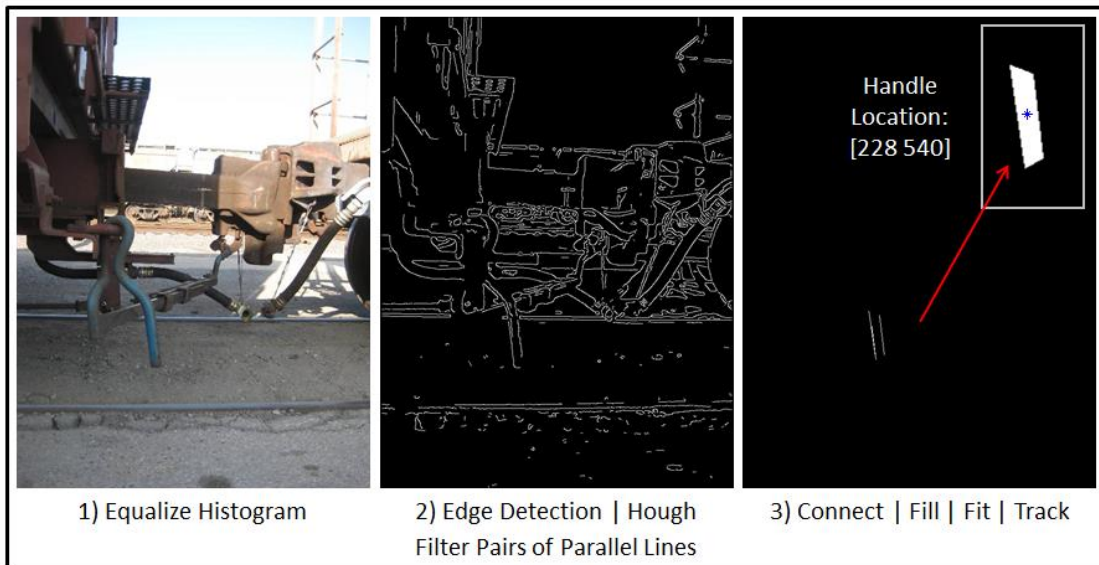 Handle
Location:
[228 540]
1) Equalize Histogram
2) Edge Detection | Hough
Filter Pairs of Parallel Lines
3) Connect | Fill | Fit | Track